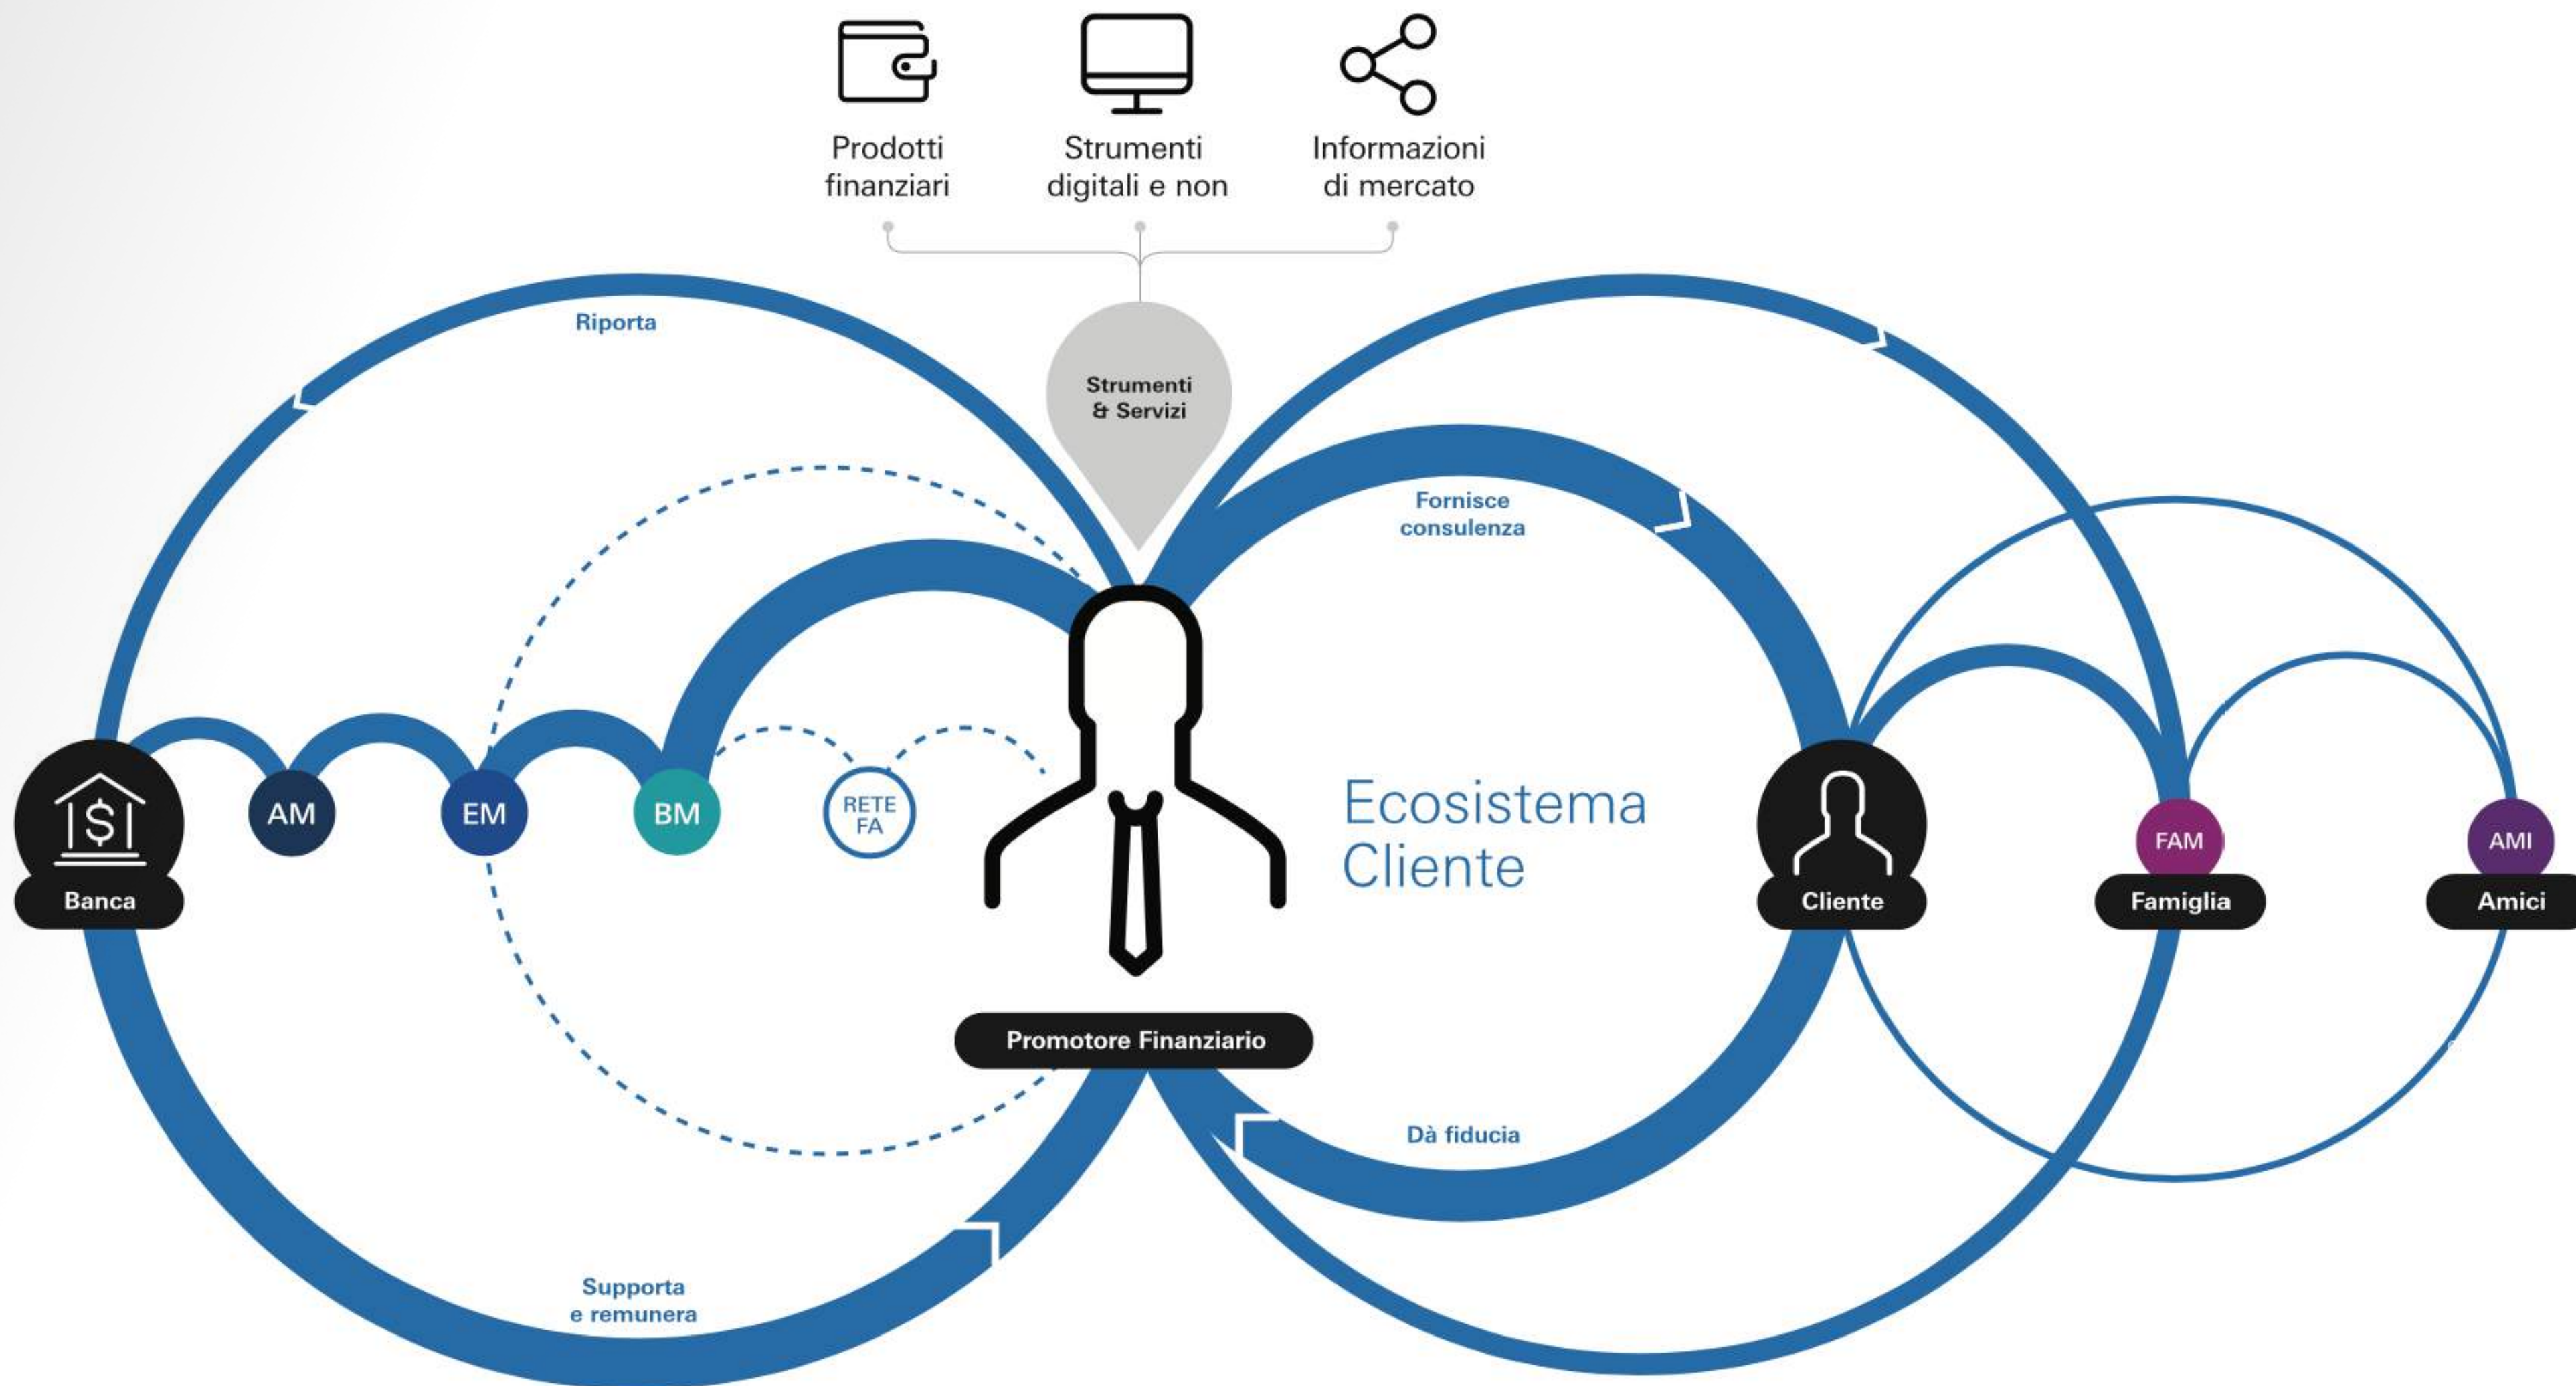 Prodotti
finanziari
Strumenti
digitali e non
Informazioni
di mercato
Riporta
Strumenti
& Servizi
Fornisce
consulenza
$
AM
EM
BM
RETE
FA
Ecosistema
Cliente
FAM
AMI
Banca
Cliente
Famiglia
Amici
Promotore Finanziario
Dà fiducia
Supporta
e remunera